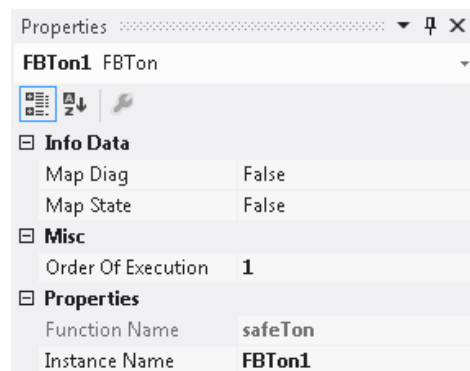 Properties
FBTon1 FBTon
Info Data
Map Diag False
Map State False
Misc
Order Of Execution 1
Properties
Function Name safeTon
Instance Name FBTon1